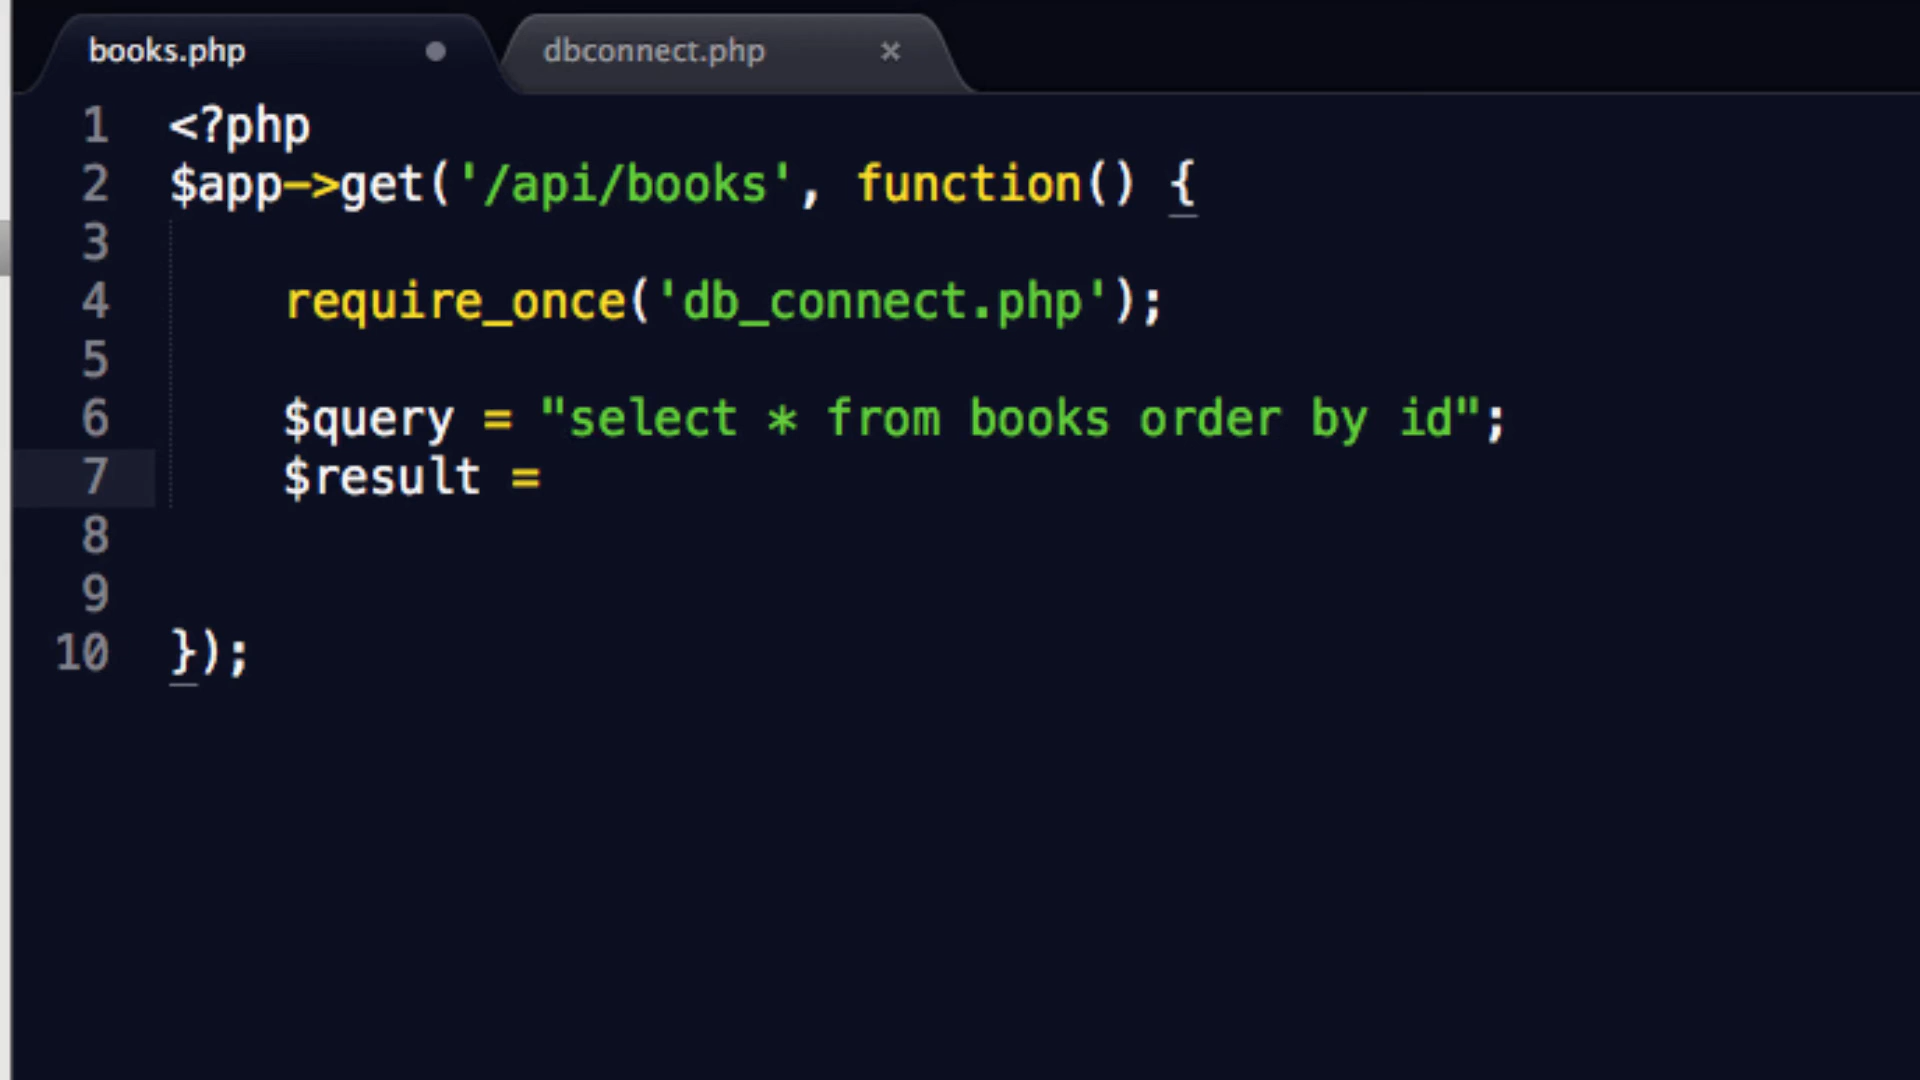 books.php
dbconnect.php ×
1 <?php
2 $app->get('/api/books', function() {
3
4 require_once('db_connect.php');
5
6 $query = "select * from books order by id";
7 $result =
8
9
10 });